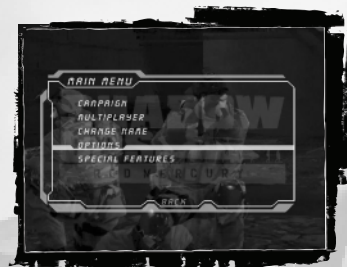 MAIN MENU
CAMPAIGN
MULTIPLAYER
CHANGE NAME
OPTIONS
SPECIAL FEATURES
BACK